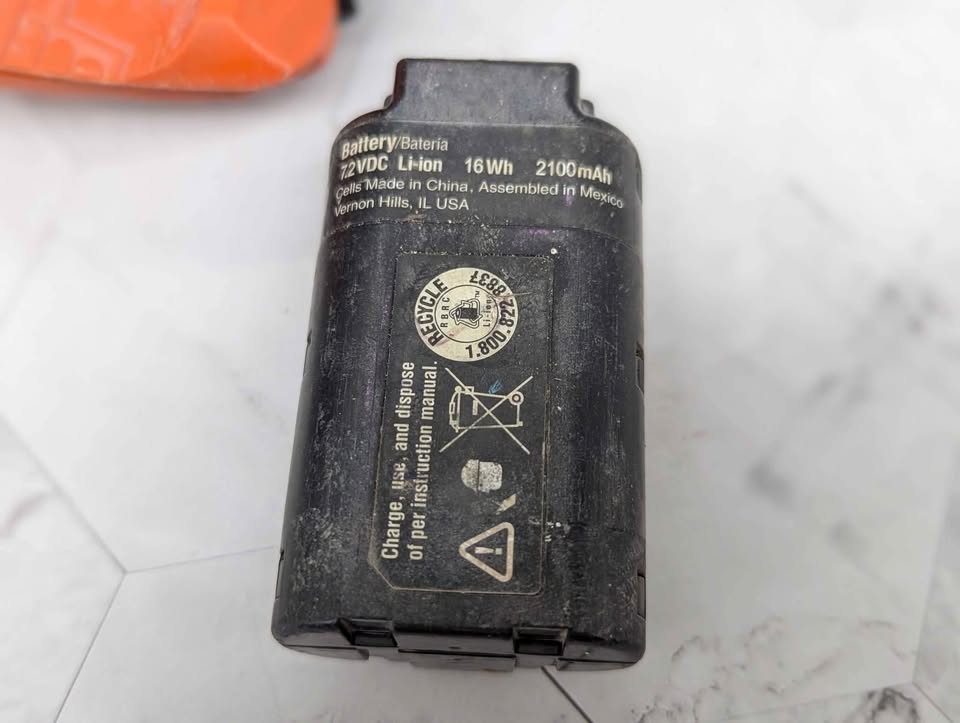 Battery/Batería
7.2VDC Li-ion 16Wh 2100mAh
Cells Made in China, Assembled in Mexico
Vernon Hills, IL USA
RECYCLE
RBRC
Li-ion
1.800.822.8837
Charge, use, and dispose
of per instruction manual.